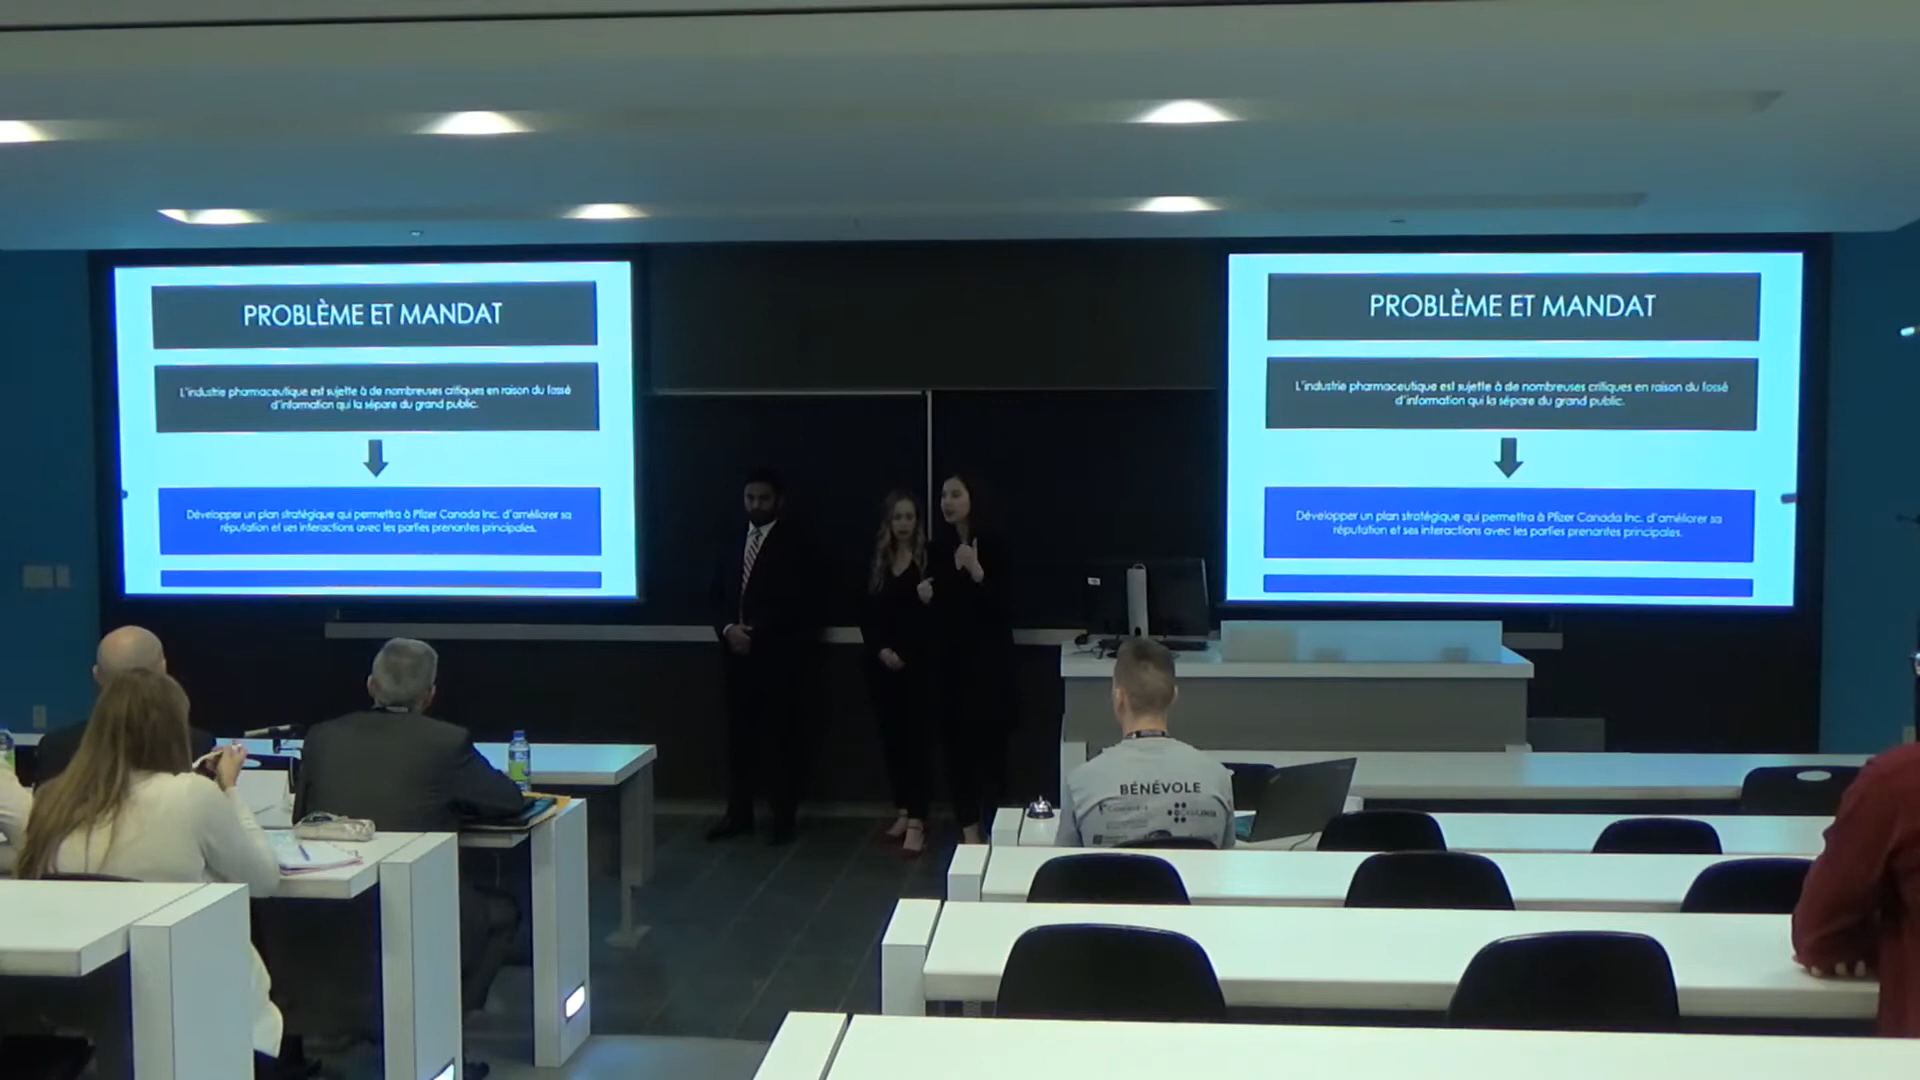 PROBLÈME ET MANDAT
L'industrie pharmaceutique est sujette à de nombreuses critiques en raison du fossé
d'information qui la sépare du grand public.
Développer un plan stratégique qui permettra à Pfizer Canada Inc. d'améliorer sa
réputation et ses interactions avec les parties prenantes principales.
PROBLÈME ET MANDAT
L'industrie pharmaceutique est sujette à de nombreuses critiques en raison du fossé
d'information qui la sépare du grand public.
Développer un plan stratégique qui permettra à Pfizer Canada Inc. d'améliorer sa
réputation et ses interactions avec les parties prenantes principales.
BÉNÉVOLE